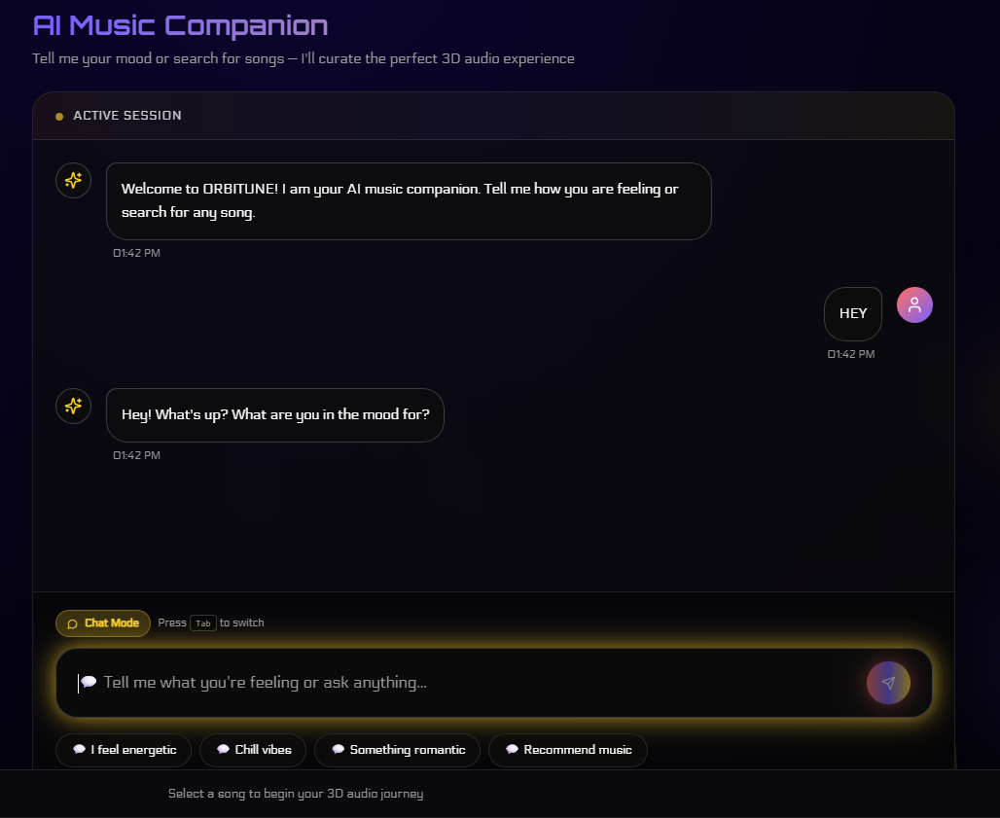 AI Music Companion
Tell me your mood or search for songs — I'll curate the perfect 3D audio experience
ACTIVE SESSION
Welcome to ORBITUNE! I am your AI music companion. Tell me how you are feeling or
search for any song.
01:42 PM
HEY
01:42 PM
Hey! What's up? What are you in the mood for?
01:42 PM
Chat Mode Press Tab to switch
💬 Tell me what you're feeling or ask anything...
💬 I feel energetic 💬 Chill vibes 💬 Something romantic 💬 Recommend music
Select a song to begin your 3D audio journey